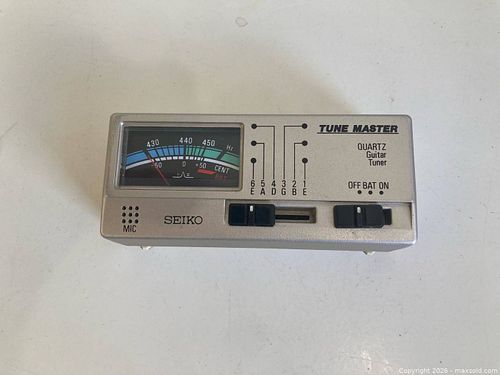 TUNE MASTER
430 440 450 Hz
50 0 +50
CENT
BAT
QUARTZ
Guitar
Tuner
6 5 4 3 2 1
E A D G B E
OFF BAT ON
MIC
SEIKO
Copyright 2026 - maxsold.com